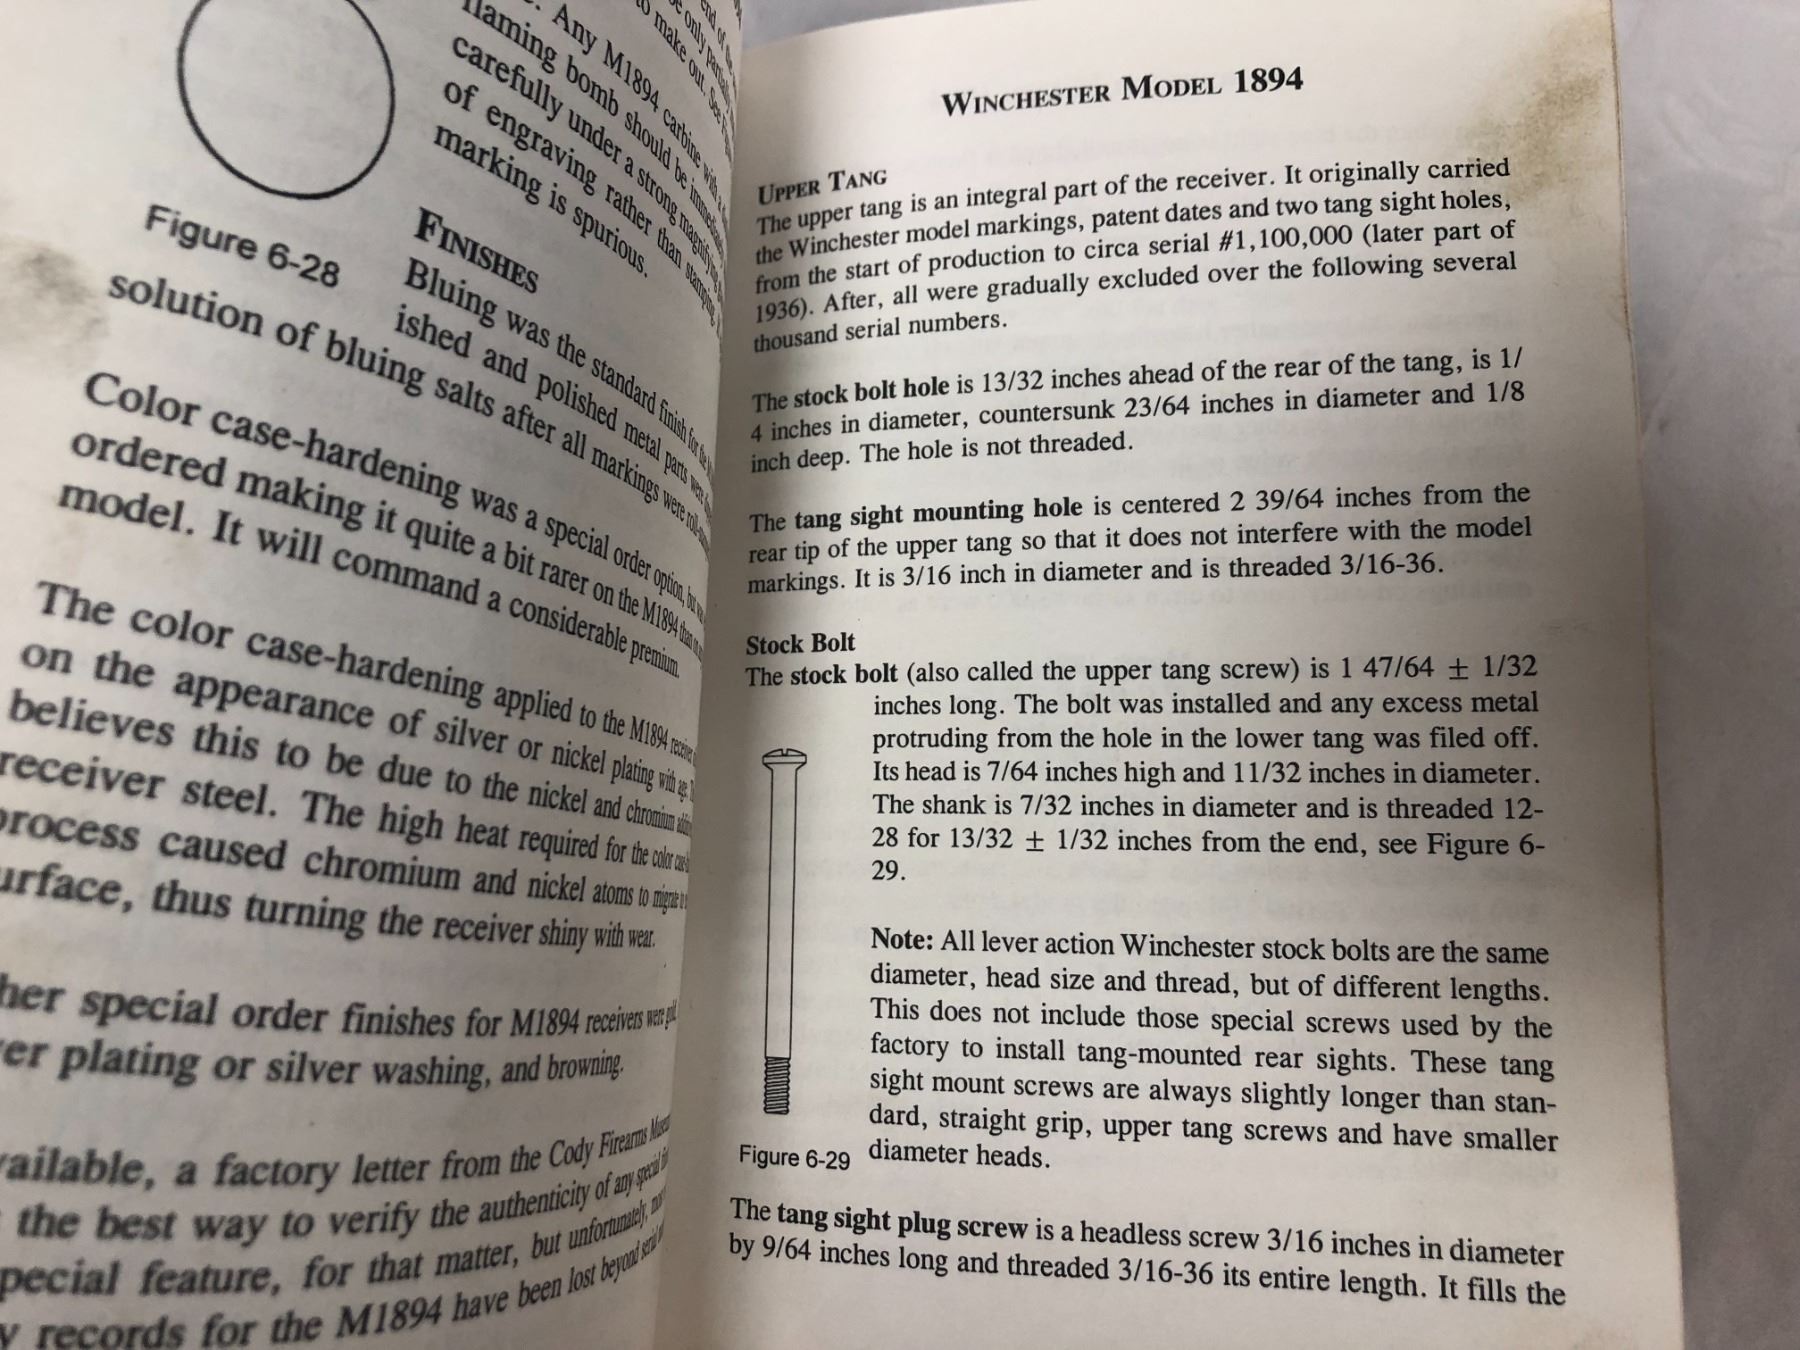 end of the
be only partially
to make out. See
Any M1894 carbine with a
flaming bomb should be immediately
carefully under a strong magnifying
of engraving rather than stamping.
marking is spurious.
Figure 6-28
FINISHES
Bluing was the standard finish for the
ished and polished metal parts were
solution of bluing salts after all markings were
Color case-hardening was a special order option, but
ordered making it quite a bit rarer on the M1894 than on
model. It will command a considerable premium.
The color case-hardening applied to the M1894 receiver
on the appearance of silver or nickel plating with age.
believes this to be due to the nickel and chromium
receiver steel. The high heat required for the color
process caused chromium and nickel atoms to migrate to
urface, thus turning the receiver shiny with wear.
her special order finishes for M1894 receivers were gold
er plating or silver washing, and browning.
vailable, a factory letter from the Cody Firearms
the best way to verify the authenticity of any special
pecial feature, for that matter, but unfortunately,
y records for the M1894 have been lost beyond serial
WINCHESTER MODEL 1894
UPPER TANG
The upper tang is an integral part of the receiver. It originally carried
the Winchester model markings, patent dates and two tang sight holes,
from the start of production to circa serial #1,100,000 (later part of
1936). After, all were gradually excluded over the following several
thousand serial numbers.
The stock bolt hole is 13/32 inches ahead of the rear of the tang, is 1/
4 inches in diameter, countersunk 23/64 inches in diameter and 1/8
inch deep. The hole is not threaded.
The tang sight mounting hole is centered 2 39/64 inches from the
rear tip of the upper tang so that it does not interfere with the model
markings. It is 3/16 inch in diameter and is threaded 3/16-36.
Stock Bolt
The stock bolt (also called the upper tang screw) is 1 47/64 ± 1/32
inches long. The bolt was installed and any excess metal
protruding from the hole in the lower tang was filed off.
Its head is 7/64 inches high and 11/32 inches in diameter.
The shank is 7/32 inches in diameter and is threaded 12-
28 for 13/32 ± 1/32 inches from the end, see Figure 6-
29.
Note: All lever action Winchester stock bolts are the same
diameter, head size and thread, but of different lengths.
This does not include those special screws used by the
factory to install tang-mounted rear sights. These tang
sight mount screws are always slightly longer than stan-
dard, straight grip, upper tang screws and have smaller
diameter heads.
Figure 6-29
The tang sight plug screw is a headless screw 3/16 inches in diameter
by 9/64 inches long and threaded 3/16-36 its entire length. It fills the